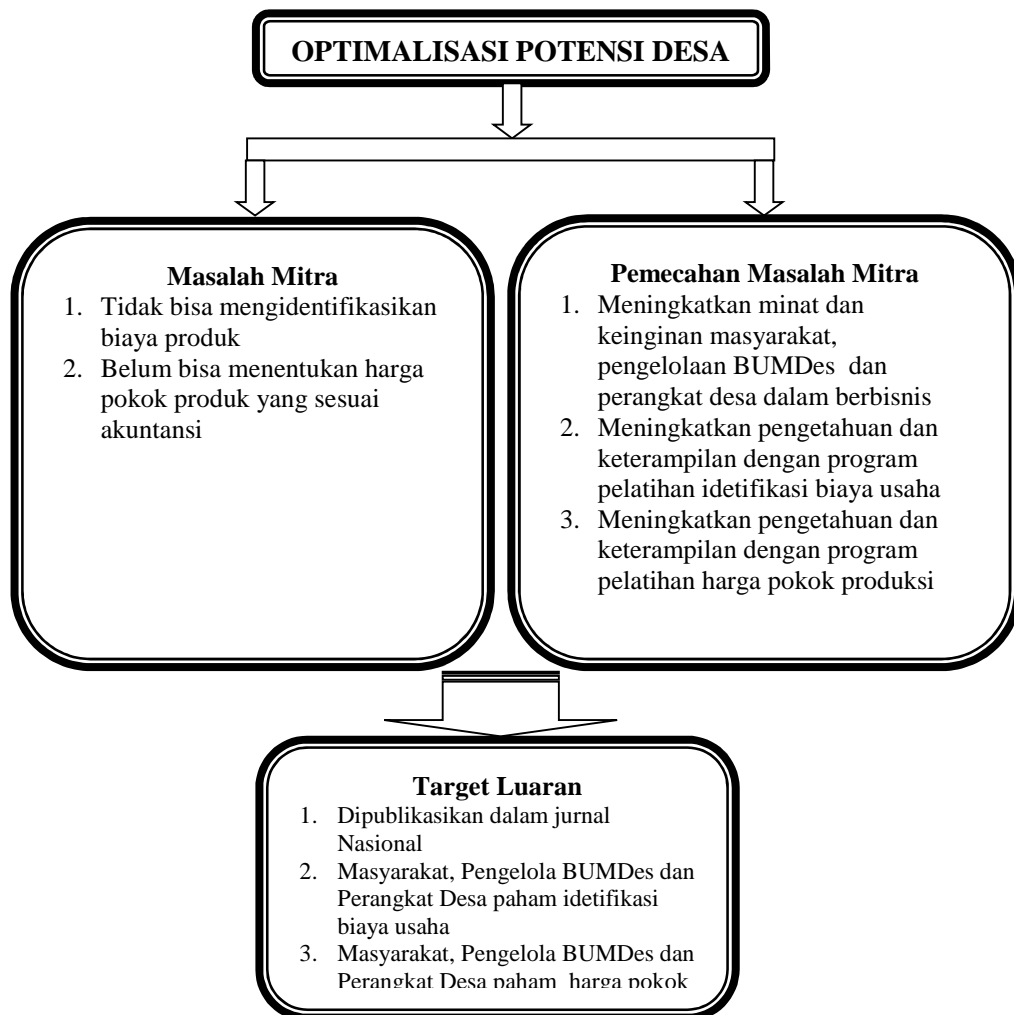 OPTIMALISASI POTENSI DESA
Masalah Mitra
1. Tidak bisa mengidentifikasikan
biaya produk
2. Belum bisa menentukan harga
pokok produk yang sesuai
akuntansi
Pemecahan Masalah Mitra
1. Meningkatkan minat dan
keinginan masyarakat,
pengelolaan BUMDes dan
perangkat desa dalam berbisnis
2. Meningkatkan pengetahuan dan
keterampilan dengan program
pelatihan idetifikasi biaya usaha
3. Meningkatkan pengetahuan dan
keterampilan dengan program
pelatihan harga pokok produksi
Target Luaran
1. Dipublikasikan dalam jurnal
Nasional
2. Masyarakat, Pengelola BUMDes dan
Perangkat Desa paham idetifikasi
biaya usaha
3. Masyarakat, Pengelola BUMDes dan
Perangkat Desa paham harga pokok